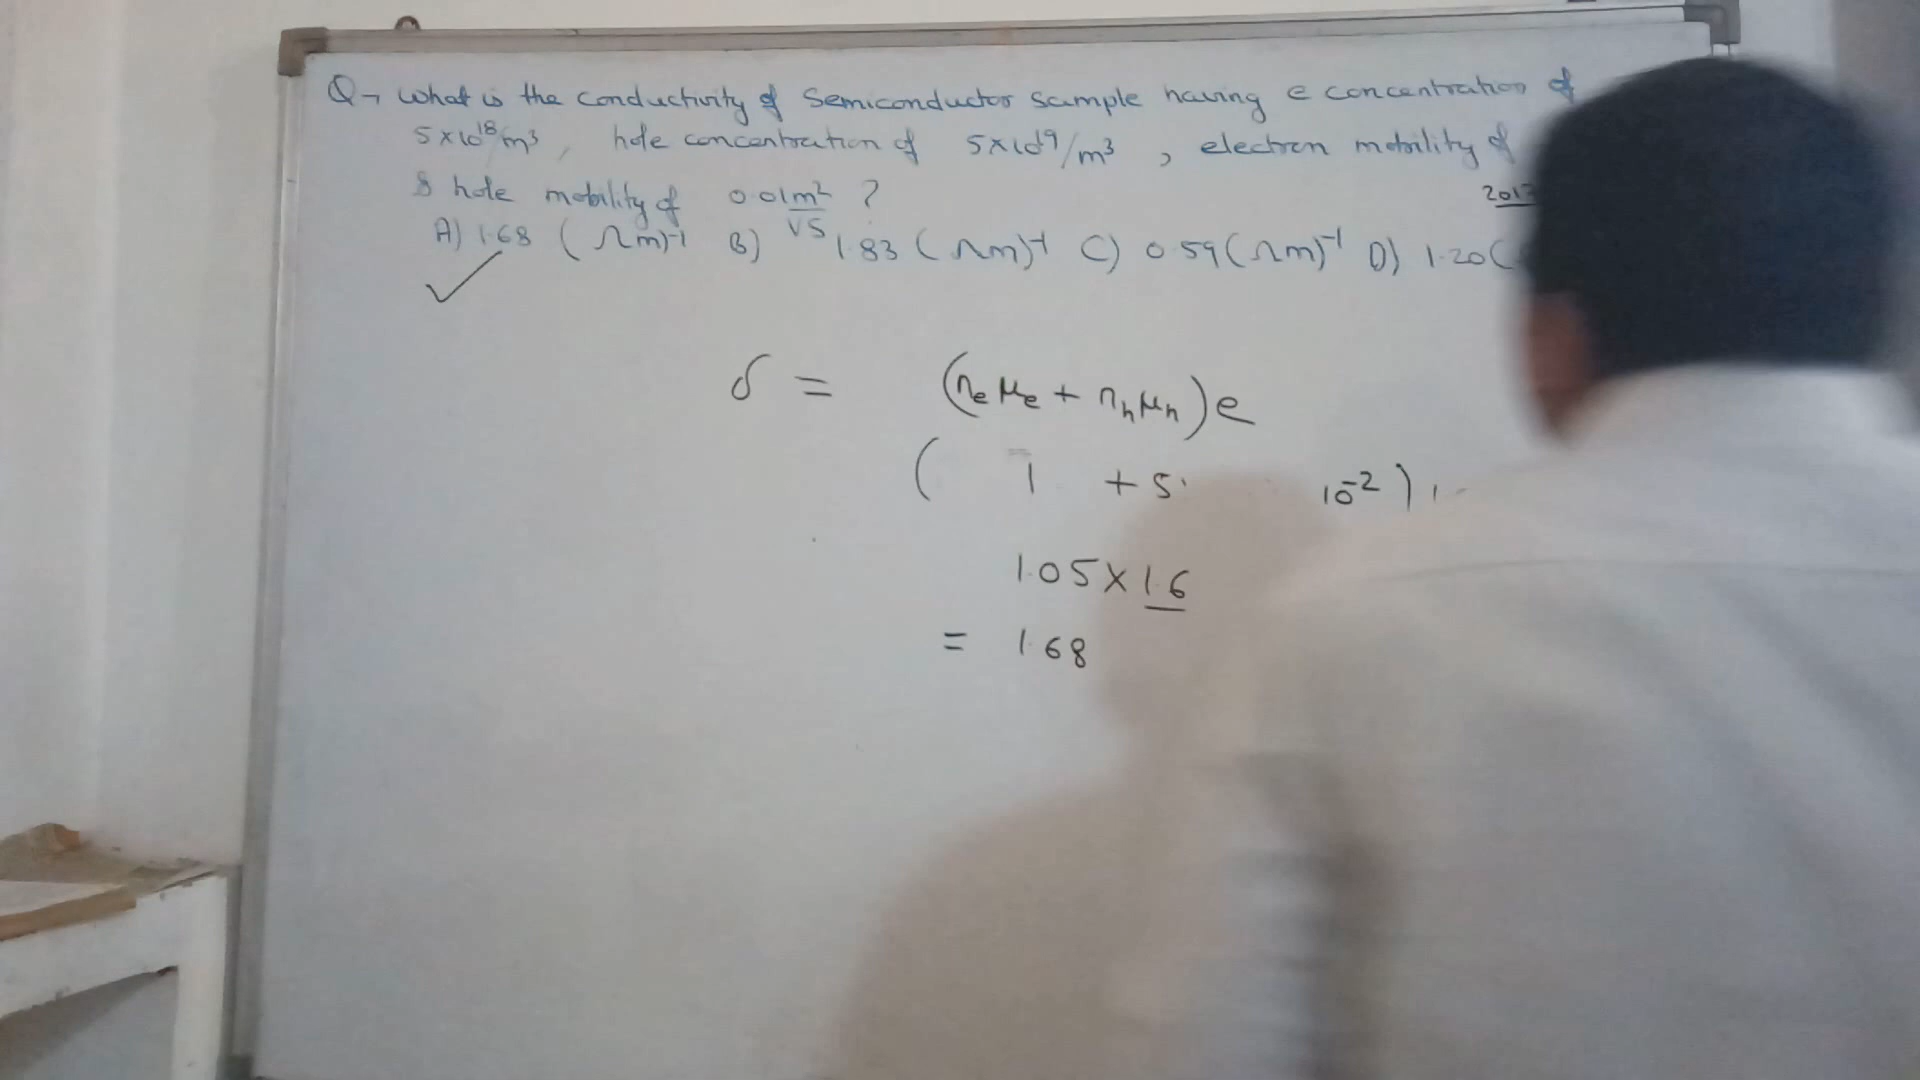 Q→ What is the conductivity of Semiconductor sample having e concentration of
5×10¹⁸/m³, hole concentration of 5×10¹⁹/m³, electron mobility of
& hole mobility of 0.01m²/VS ? 2017
A) 1.68 (Ωm)⁻¹ B) 1.83 (Ωm)⁻¹ C) 0.59 (Ωm)⁻¹ D) 1.20 (
✓
σ = (nₑμₑ + nₕμₕ)e
( 1 + 5 10⁻² ) 1
1.05×1.6
= 1.68